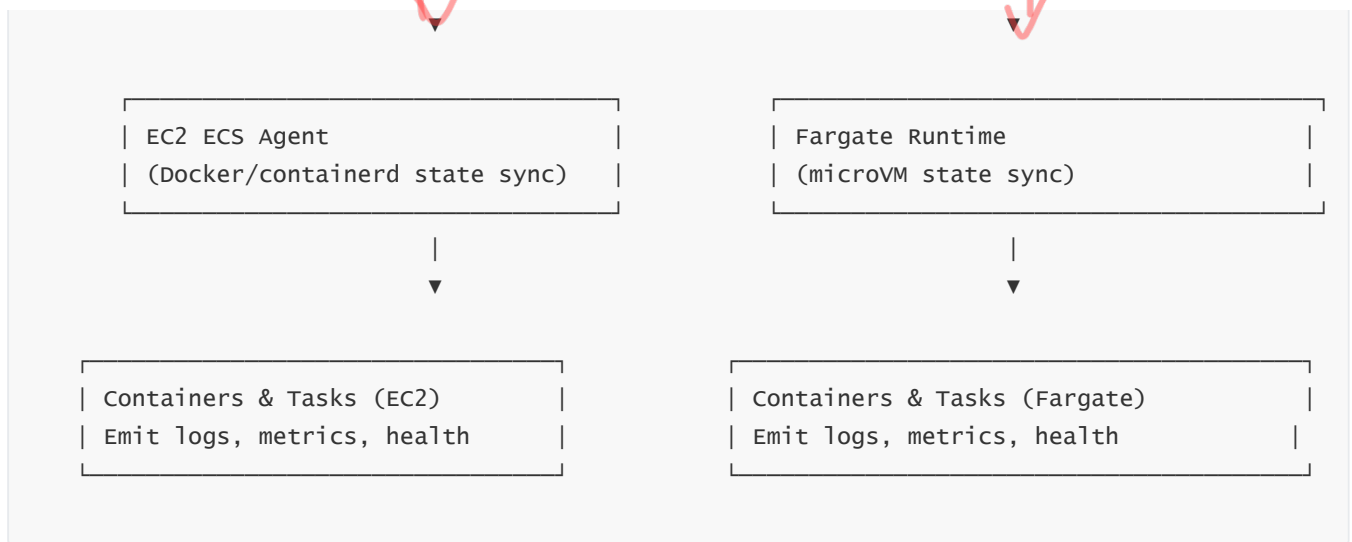 EC2 ECS Agent
(Docker/containerd state sync)
Fargate Runtime
(microVM state sync)
Containers & Tasks (EC2)
Emit logs, metrics, health
Containers & Tasks (Fargate)
Emit logs, metrics, health